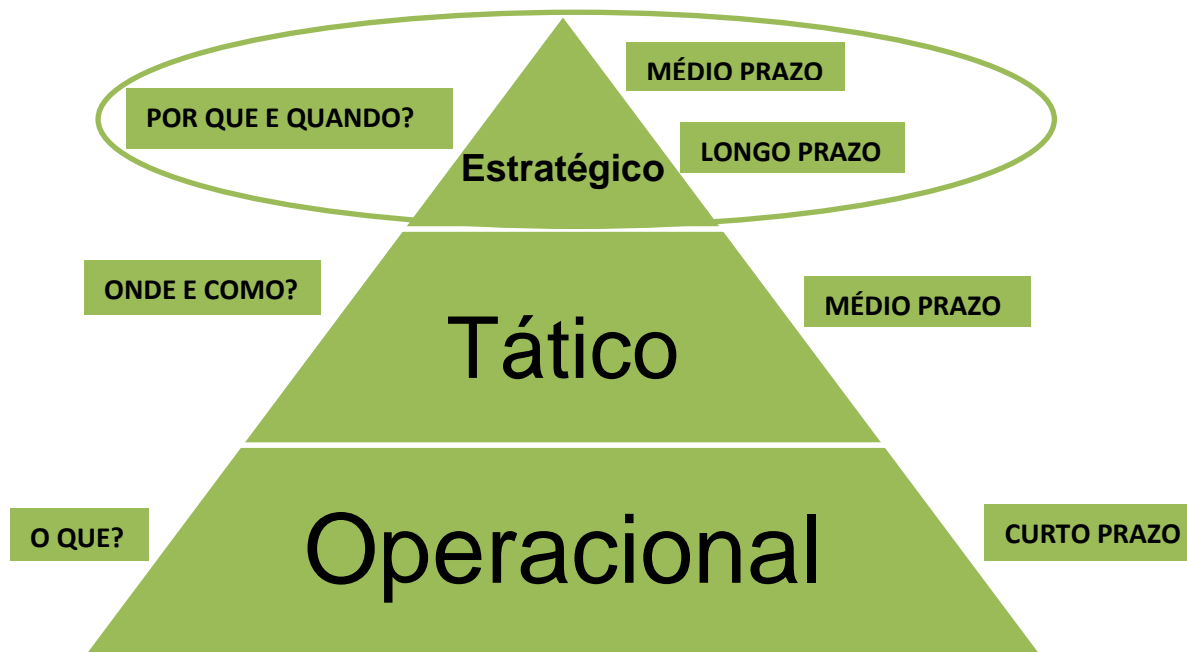 MÉDIO PRAZO
POR QUE E QUANDO?
LONGO PRAZO
Estratégico
ONDE E COMO?
MÉDIO PRAZO
Tático
O QUE?
CURTO PRAZO
Operacional